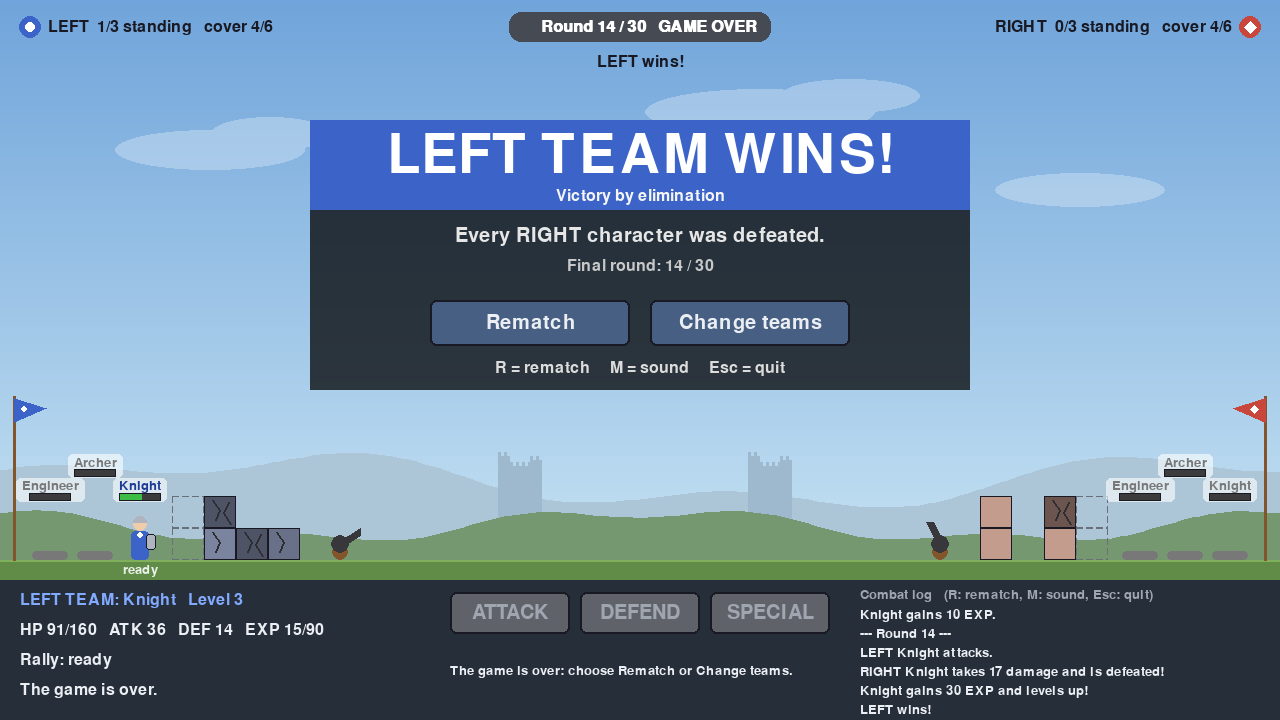 LEFT 1/3 standing cover 4/6
Round 14 / 30 GAME OVER
RIGHT 0/3 standing cover 4/6
LEFT wins!
LEFT TEAM WINS!
Victory by elimination
Every RIGHT character was defeated.
Final round: 14 / 30
Rematch
Change teams
R = rematch M = sound Esc = quit
Archer
Engineer
Knight
Archer
Engineer
Knight
ready
LEFT TEAM: Knight Level 3
HP 91/160 ATK 36 DEF 14 EXP 15/90
Rally: ready
The game is over.
ATTACK
DEFEND
SPECIAL
The game is over: choose Rematch or Change teams.
Combat log (R: rematch, M: sound, Esc: quit)
Knight gains 10 EXP.
--- Round 14 ---
LEFT Knight attacks.
RIGHT Knight takes 17 damage and is defeated!
Knight gains 30 EXP and levels up!
LEFT wins!